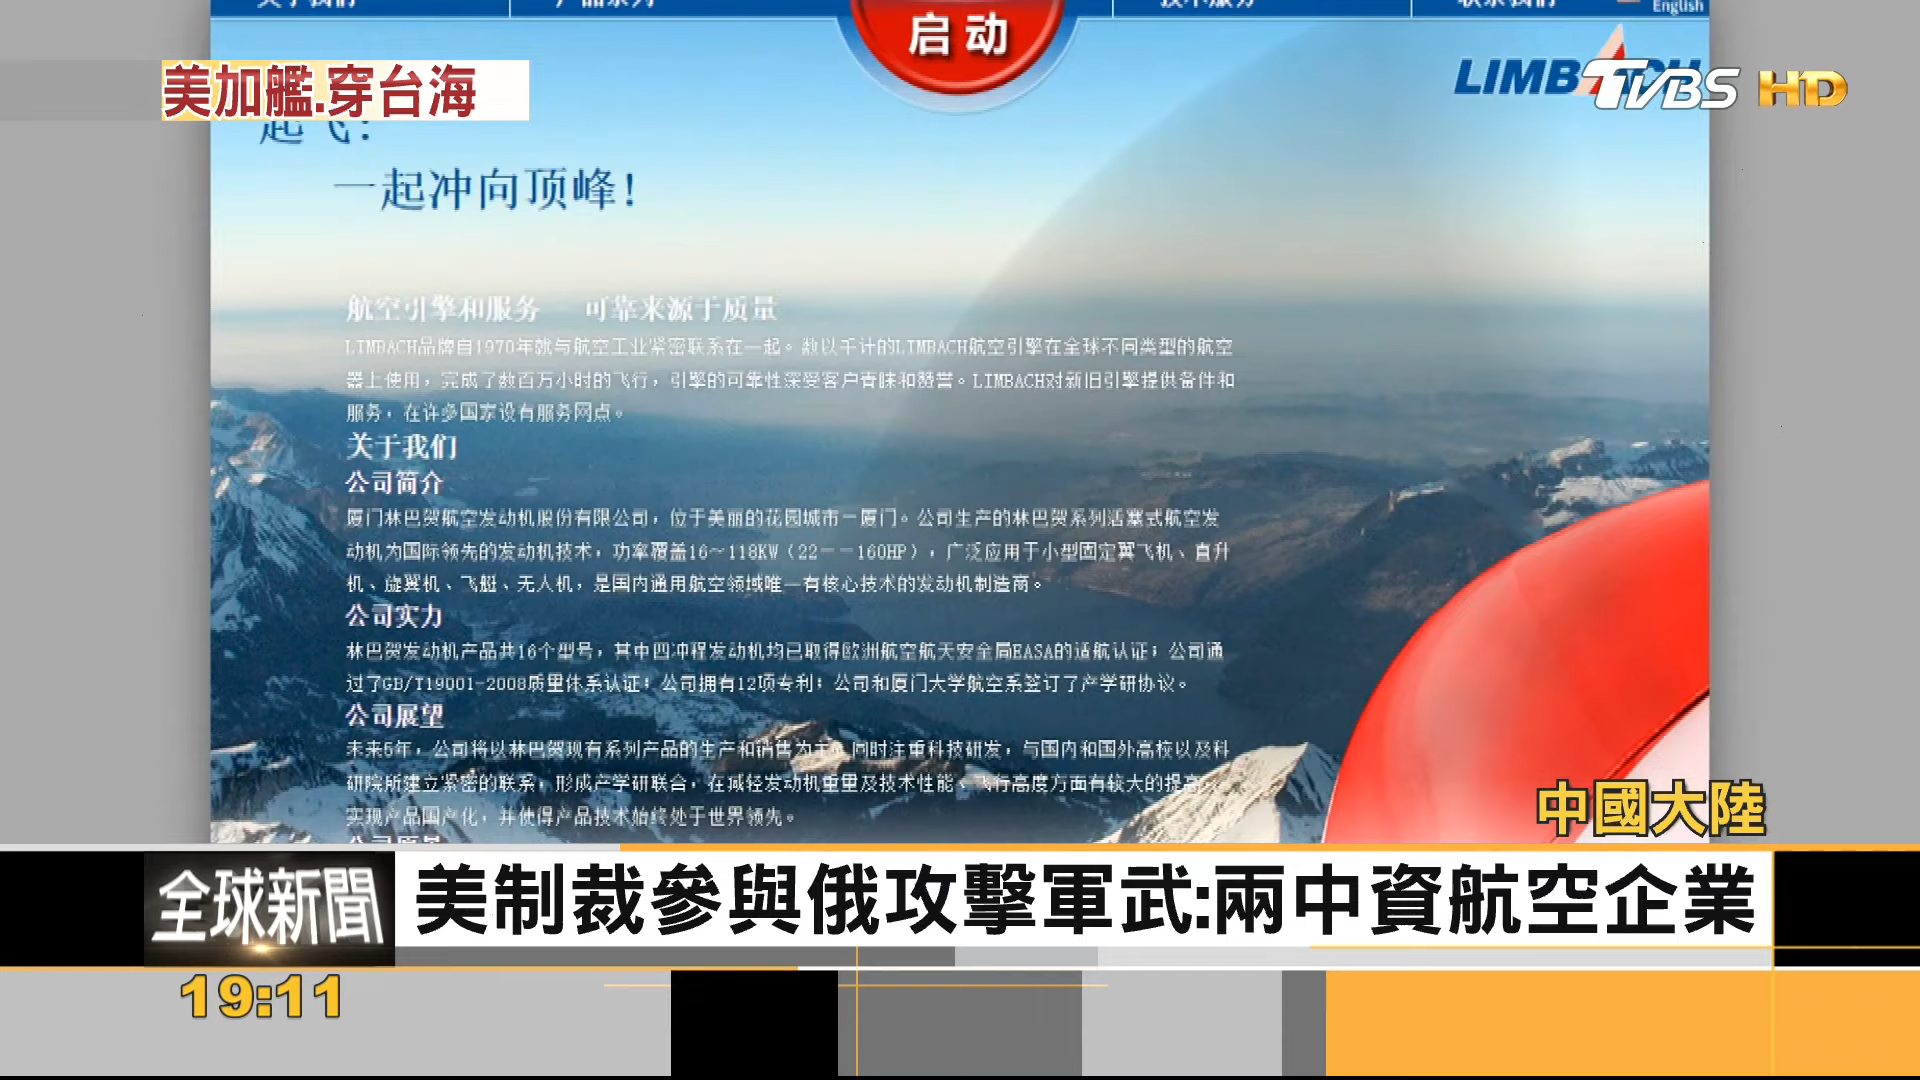 关于我们
产品系列
启动
技术服务
联系我们
English
LIMBACH
TVBS HD
美加艦.穿台海
起飞!
一起冲向顶峰!
航空引擎和服务 可靠来源于质量
LIMBACH品牌自1970年就与航空工业紧密联系在一起。数以千计的LIMBACH航空引擎在全球不同类型的航空
器上使用，完成了数百万小时的飞行，引擎的可靠性深受客户青睐和赞誉。LIMBACH对新旧引擎提供备件和
服务，在许多国家设有服务网点。
关于我们
公司简介
厦门林巴贺航空发动机股份有限公司，位于美丽的花园城市一厦门。公司生产的林巴贺系列活塞式航空发
动机为国际领先的发动机技术，功率覆盖16～118KW（22——160HP），广泛应用于小型固定翼飞机、直升
机、旋翼机、飞艇、无人机，是国内通用航空领域唯一有核心技术的发动机制造商。
公司实力
林巴贺发动机产品共16个型号，其中四冲程发动机均已取得欧洲航空航天安全局EASA的适航认证；公司通
过了GB/T19001-2008质量体系认证；公司拥有12项专利；公司和厦门大学航空系签订了产学研协议。
公司展望
未来5年，公司将以林巴贺现有系列产品的生产和销售为主，同时注重科技研发，与国内和国外高校以及科
研院所建立紧密的联系，形成产学研联合，在减轻发动机重量及技术性能、飞行高度方面有较大的提高，
实现产品国产化，并使得产品技术始终处于世界领先。
公司愿景
中國大陸
全球新聞
美制裁參與俄攻擊軍武:兩中資航空企業
19:11